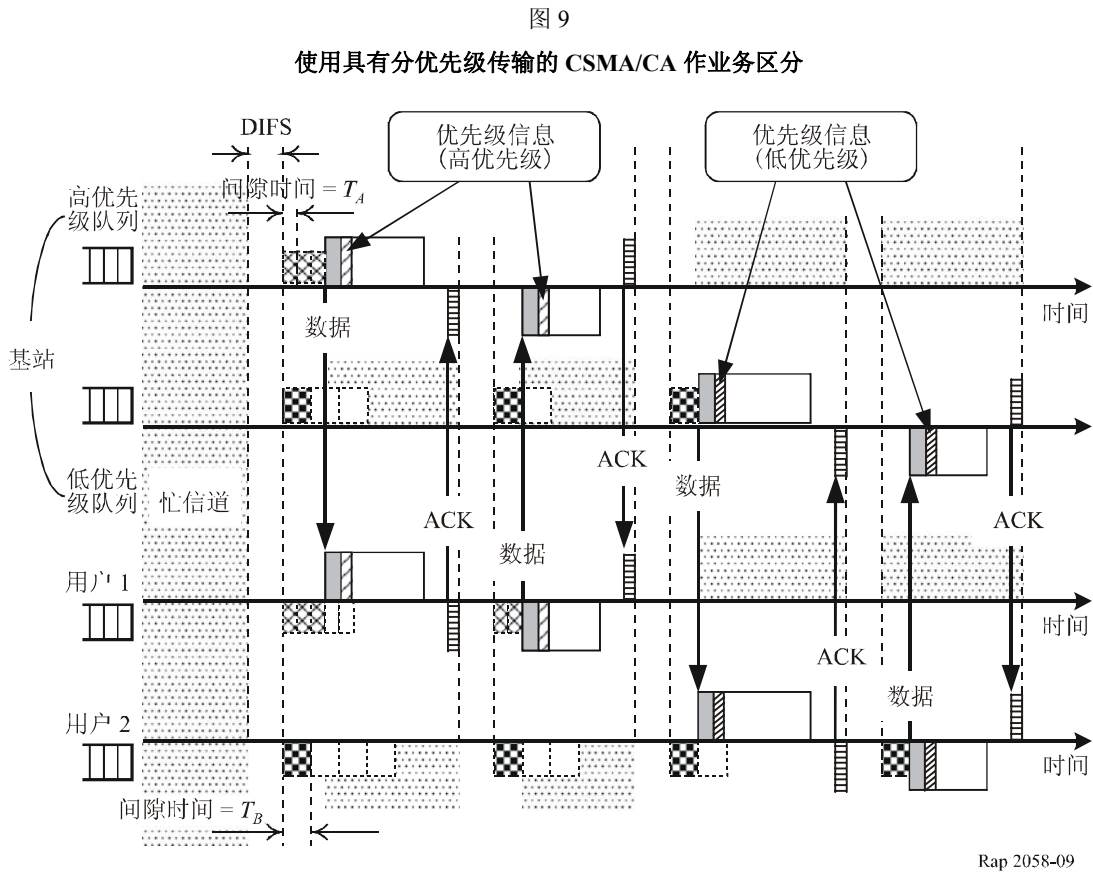 图 9
使用具有分优先级传输的 CSMA/CA 作业务区分
DIFS
优先级信息
(高优先级)
优先级信息
(低优先级)
间隙时间 = T_A
高优先
级队列
时间
数据
基站
ACK
数据
低优先
级队列
忙信道
ACK
ACK
数据
用户 1
时间
ACK
数据
用户 2
时间
间隙时间 = T_B
Rap 2058-09